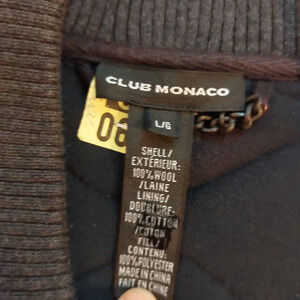 CLUB MONACO
06
L/G
SHELL/
EXTÉRIEUR:
100%WOOL
/LAINE
LINING/
DOUBLURE:
100%COTTON
/COTON
FILL/
CONTENU:
100%POLYESTER
MADE IN CHINA
FAIT EN CHINE